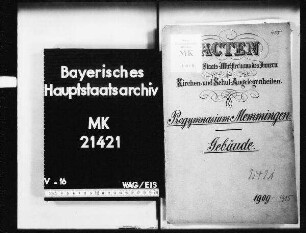 Bayerisches
Hauptstaatsarchiv
MK
21421
V - 16
WAG/EIS
ACTEN
Staats-Ministeriums des Innern
Kirchen- und Schul-Angelegenheiten.
MK
Progymnasium Memmingen
Gebäude.
1909